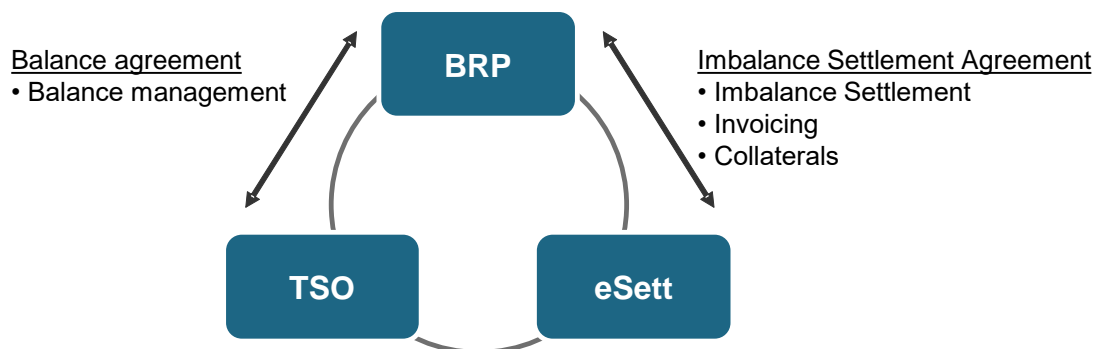 BRP
Balance agreement
• Balance management
Imbalance Settlement Agreement
• Imbalance Settlement
• Invoicing
• Collaterals
TSO
eSett